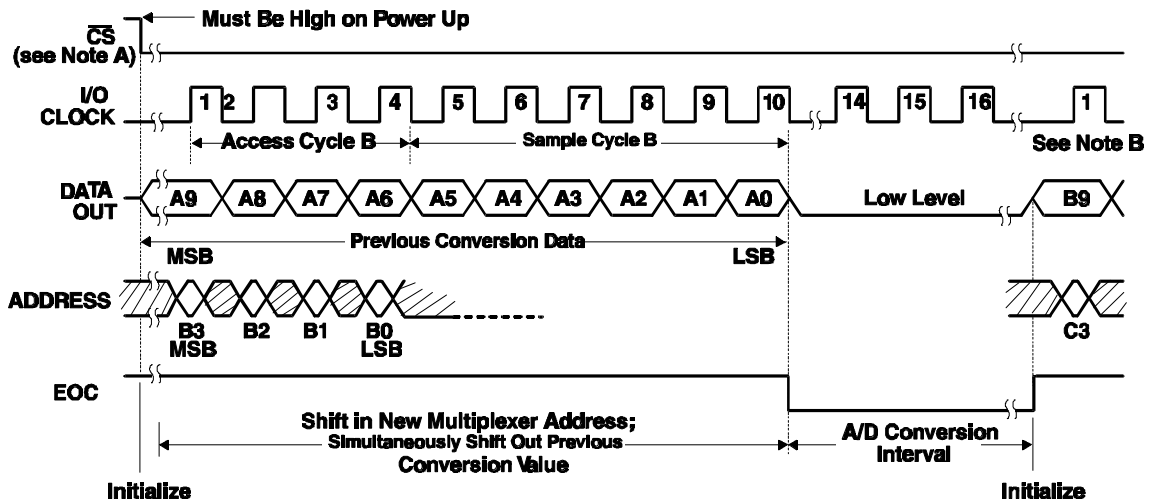 Must Be High on Power Up
CS
(see Note A)
I/O
CLOCK
1 2 3 4 5 6 7 8 9 10 14 15 16 1
Access Cycle B
Sample Cycle B
See Note B
DATA
OUT
A9 A8 A7 A6 A5 A4 A3 A2 A1 A0 Low Level B9
Previous Conversion Data
MSB LSB
ADDRESS
B3 B2 B1 B0 C3
MSB LSB
EOC
Shift in New Multiplexer Address;
Simultaneously Shift Out Previous
Conversion Value
A/D Conversion
Interval
Initialize Initialize